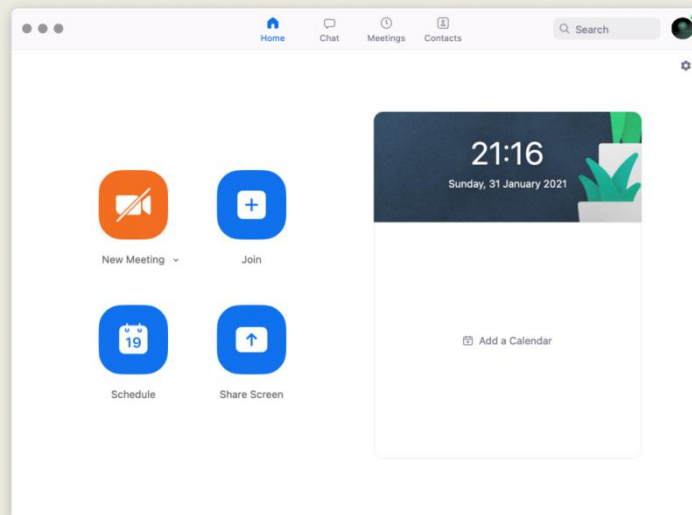 Home Chat Meetings Contacts Search
21:16
Sunday, 31 January 2021
New Meeting Join
19
Schedule Share Screen
Add a Calendar